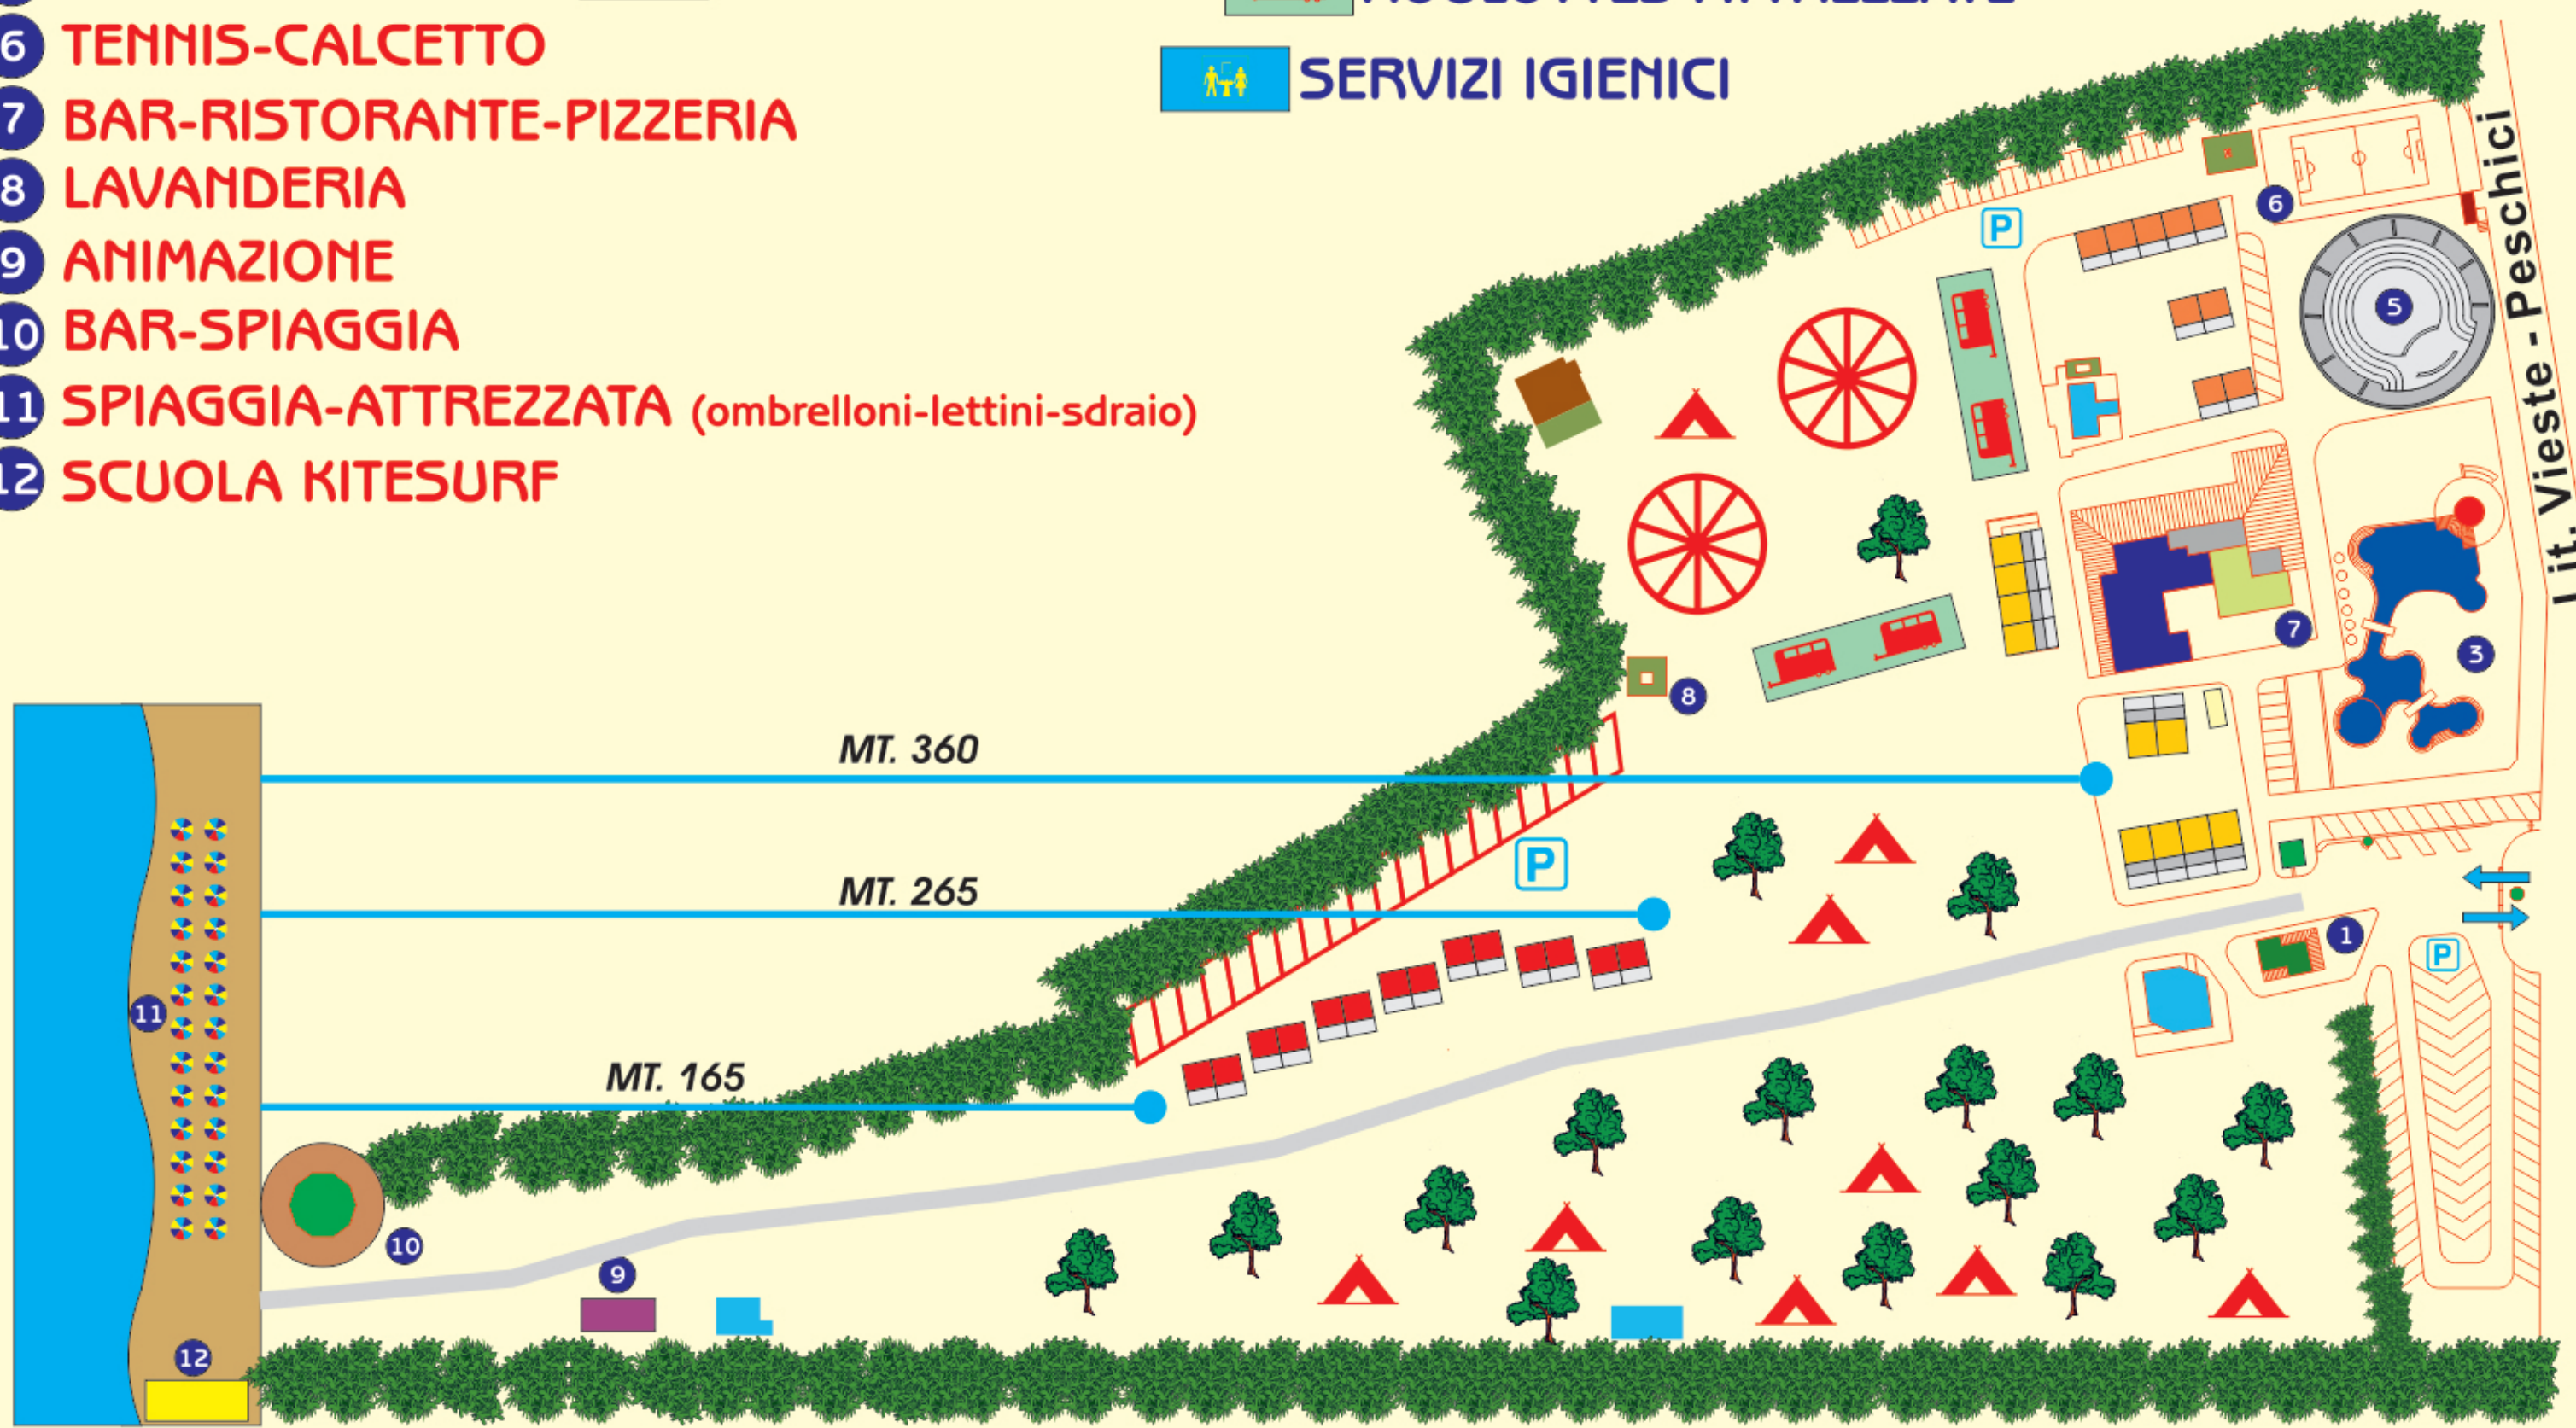 6 TENNIS-CALCETTO
7 BAR-RISTORANTE-PIZZERIA
8 LAVANDERIA
9 ANIMAZIONE
10 BAR-SPIAGGIA
11 SPIAGGIA-ATTREZZATA (ombrelloni-lettini-sdraio)
12 SCUOLA KITESURF
SERVIZI IGIENICI
Lit. Vieste - Peschici
6
P
5
7
3
8
MT. 360
P
MT. 265
1
P
11
MT. 165
10
9
12